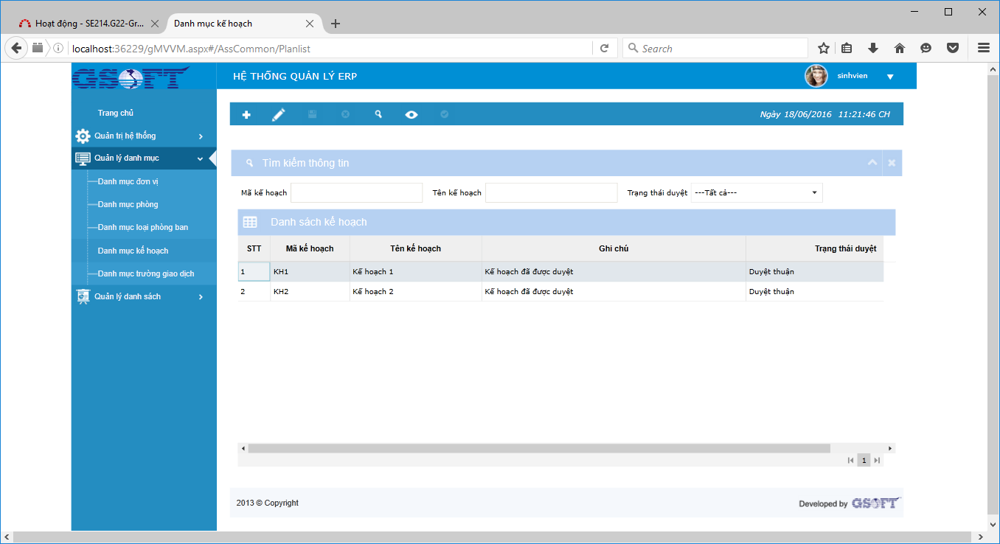 Hoạt động - SE214.G22-Gr...
Danh mục kế hoạch
localhost:36229/gMVVM.aspx#/AssCommon/Planlist
Search
GSOFT
HỆ THỐNG QUẢN LÝ ERP
sinhvien
Trang chủ
Quản trị hệ thống
Quản lý danh mục
Danh mục đơn vị
Danh mục phòng
Danh mục loại phòng ban
Danh mục kế hoạch
Danh mục trường giao dịch
Quản lý danh sách
Ngày 18/06/2016 11:21:46 CH
Tìm kiếm thông tin
Mã kế hoạch
Tên kế hoạch
Trạng thái duyệt ---Tất cả---
Danh sách kế hoạch
STT Mã kế hoạch Tên kế hoạch Ghi chú Trạng thái duyệt
1 KH1 Kế hoạch 1 Kế hoạch đã được duyệt Duyệt thuận
2 KH2 Kế hoạch 2 Kế hoạch đã được duyệt Duyệt thuận
1
2013 © Copyright
Developed by GSOFT